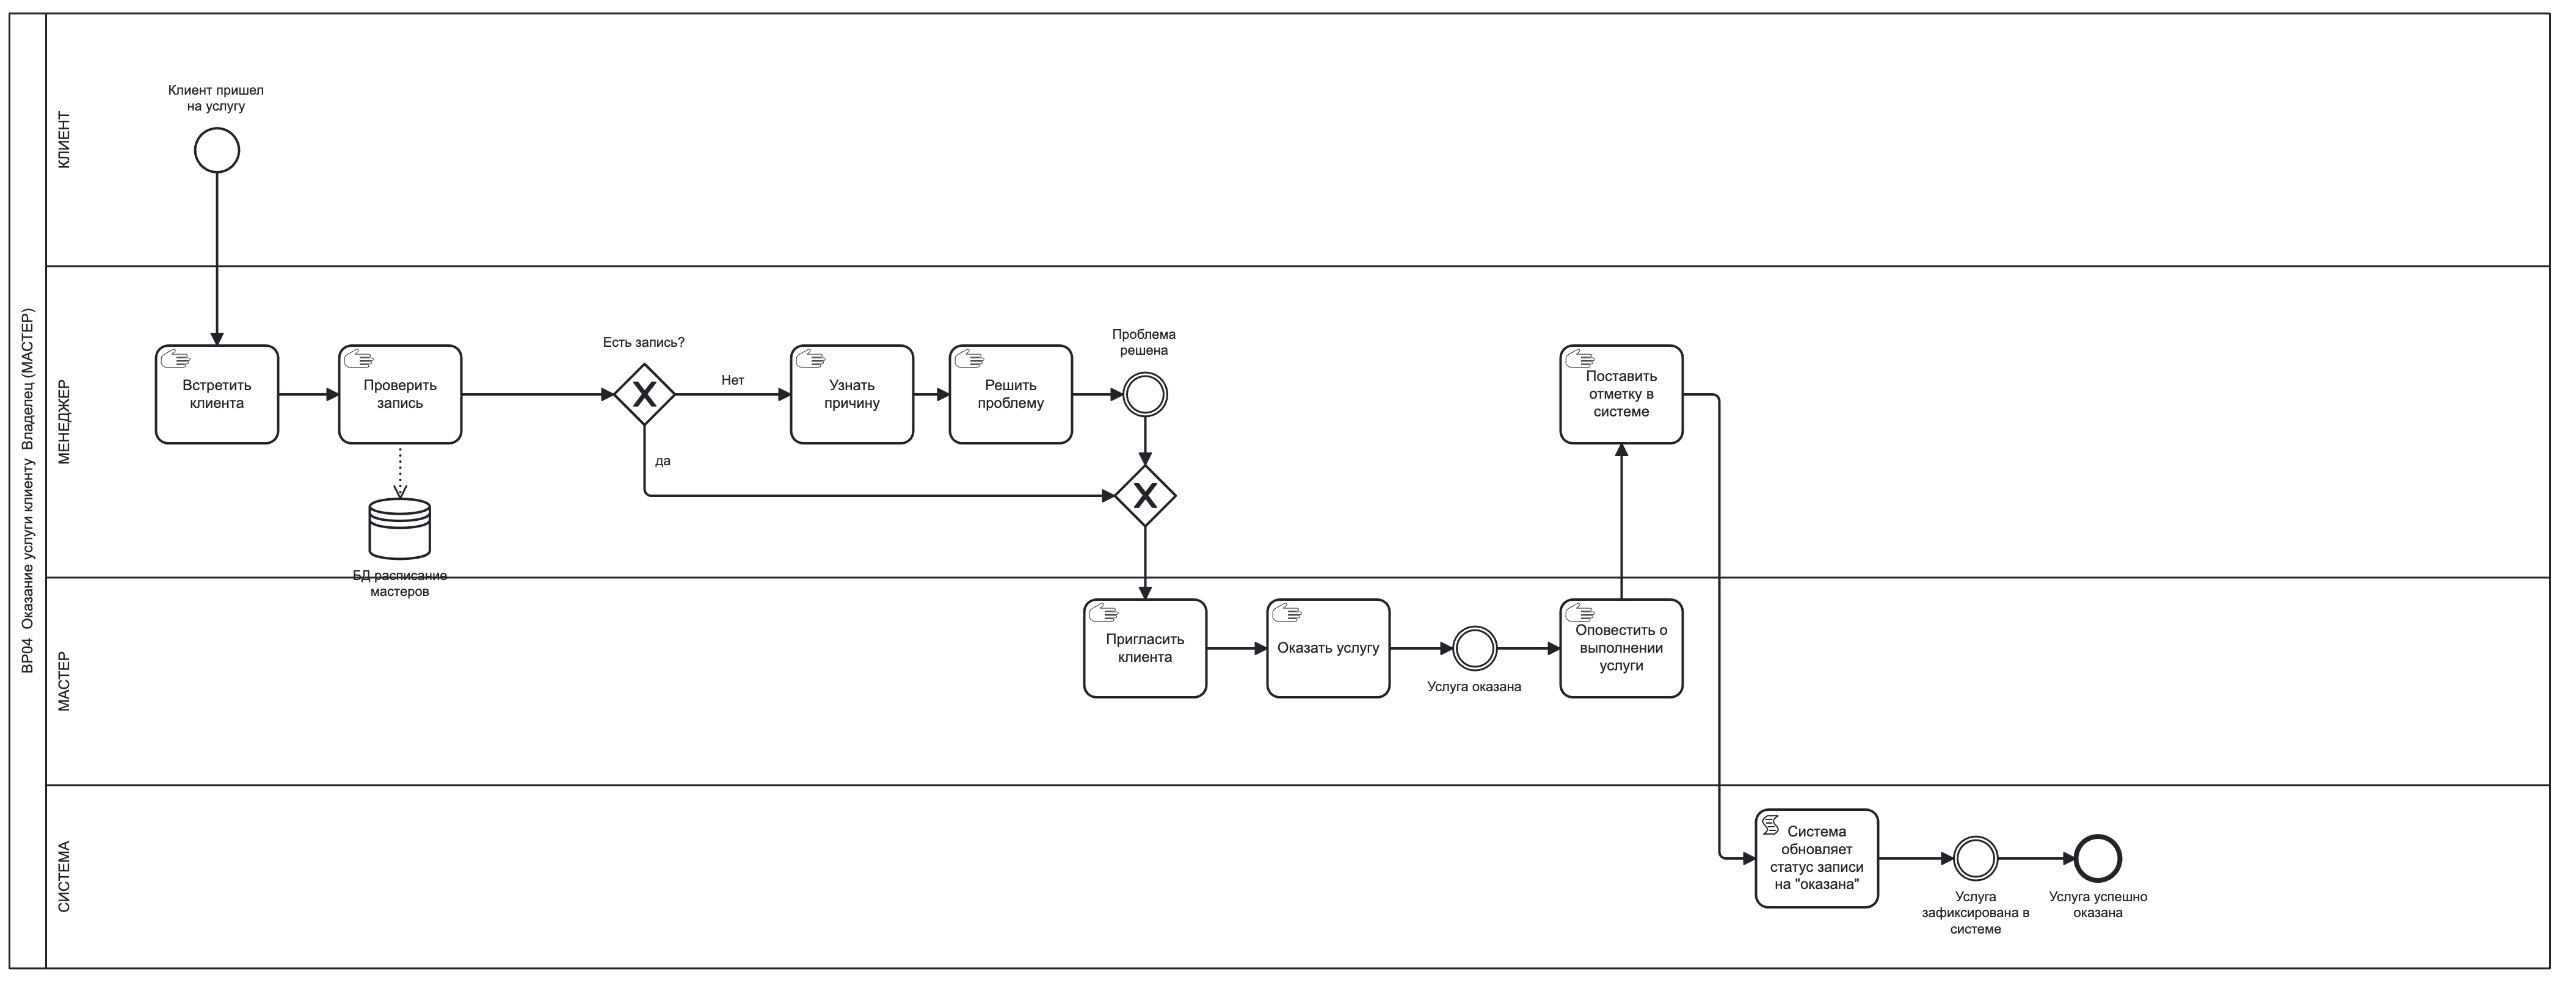 BP04  Оказание услуги клиенту  Владелец (МАСТЕР)
КЛИЕНТ
Клиент пришел
на услугу
МЕНЕДЖЕР
Встретить
клиента
Проверить
запись
БД расписание
мастеров
Есть запись?
Нет
да
Узнать
причину
Решить
проблему
Проблема
решена
Поставить
отметку в
системе
МАСТЕР
Пригласить
клиента
Оказать услугу
Услуга оказана
Оповестить о
выполнении
услуги
СИСТЕМА
Система
обновляет
статус записи
на "оказана"
Услуга
зафиксирована в
системе
Услуга успешно
оказана